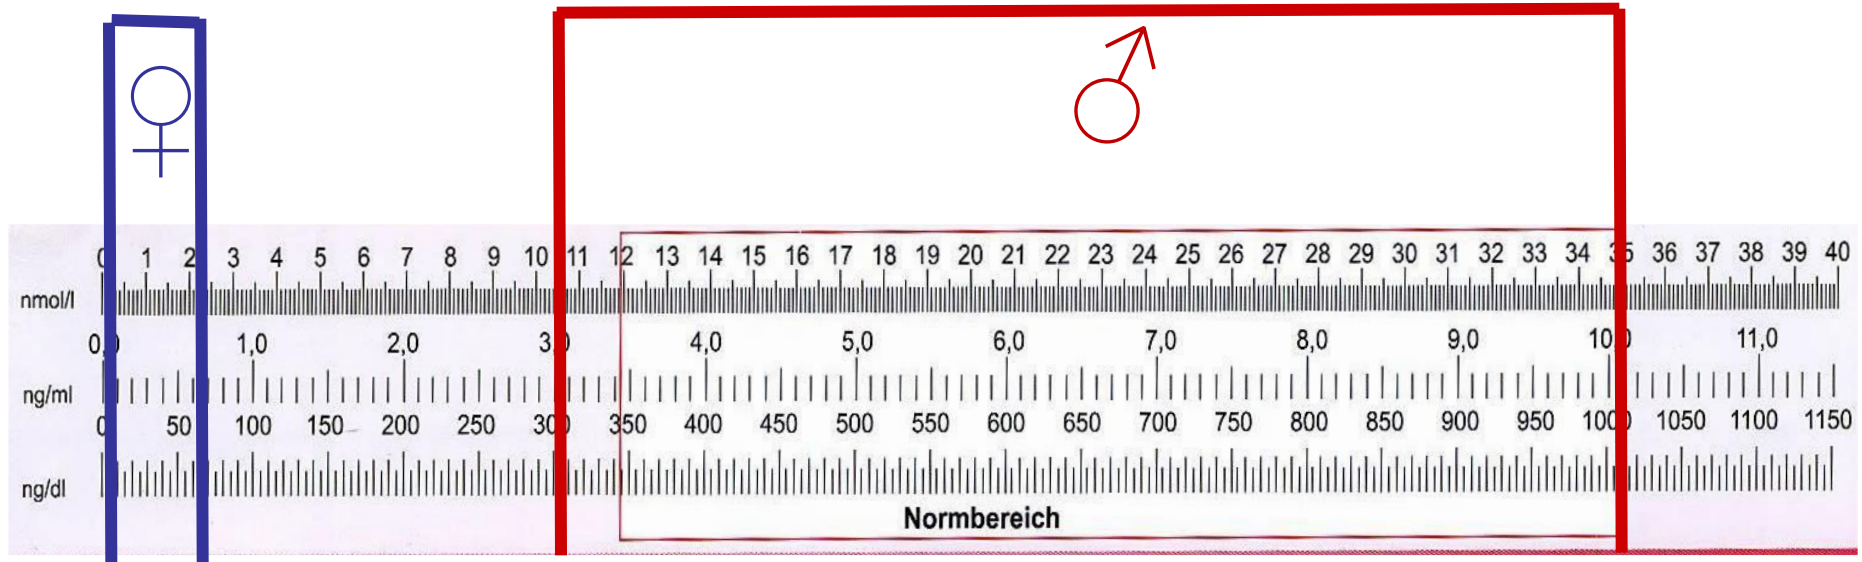 0 1 2 3 4 5 6 7 8 9 10 11 12 13 14 15 16 17 18 19 20 21 22 23 24 25 26 27 28 29 30 31 32 33 34 35 36 37 38 39 40
nmol/l
0,0 1,0 2,0 3,0 4,0 5,0 6,0 7,0 8,0 9,0 10,0 11,0
ng/ml
0 50 100 150 200 250 300 350 400 450 500 550 600 650 700 750 800 850 900 950 1000 1050 1100 1150
ng/dl
Normbereich